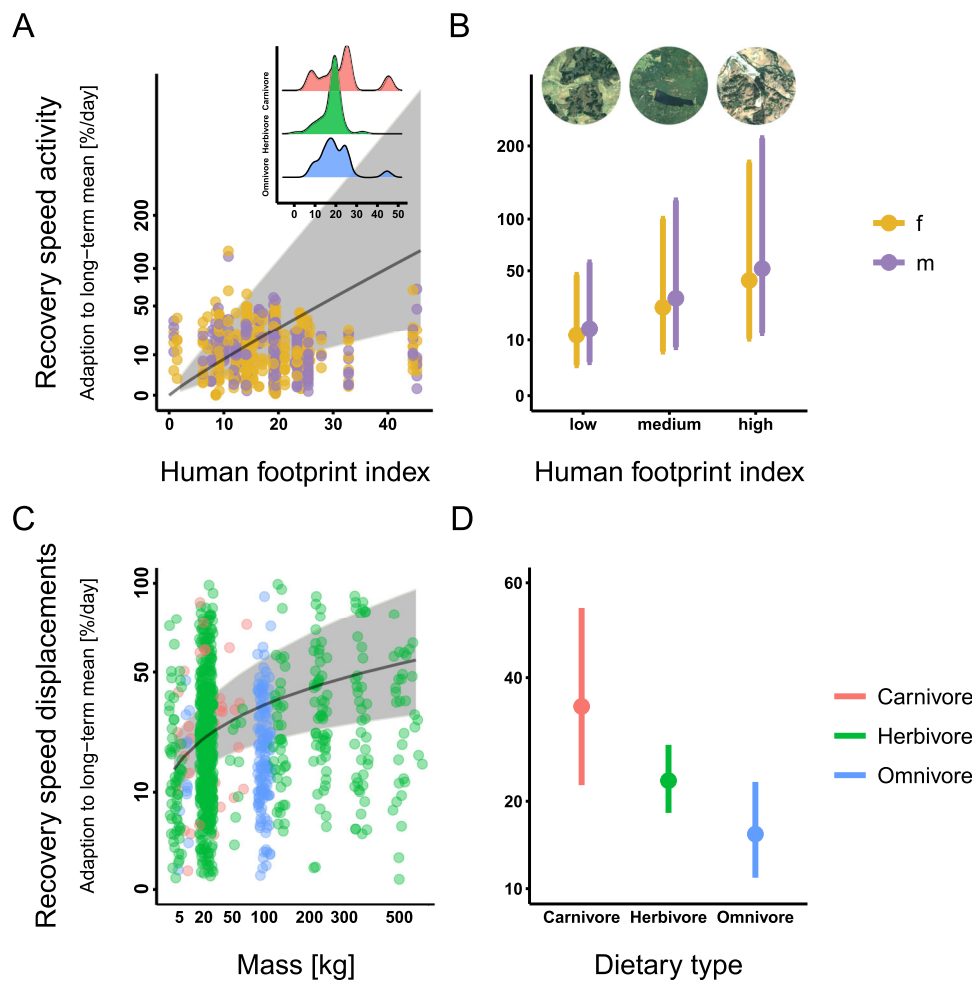 A
Recovery speed activity
Adaption to long−term mean [%/day]
200
100
50
10
0
0 10 20 30 40
Human footprint index
Carnivore
Herbivore
Omnivore
0 10 20 30 40 50
B
200
100
50
10
0
low medium high
Human footprint index
f
m
C
Recovery speed displacements
Adaption to long−term mean [%/day]
100
50
10
0
5 20 50 100 200 300 500
Mass [kg]
D
60
40
20
10
Carnivore Herbivore Omnivore
Dietary type
Carnivore
Herbivore
Omnivore